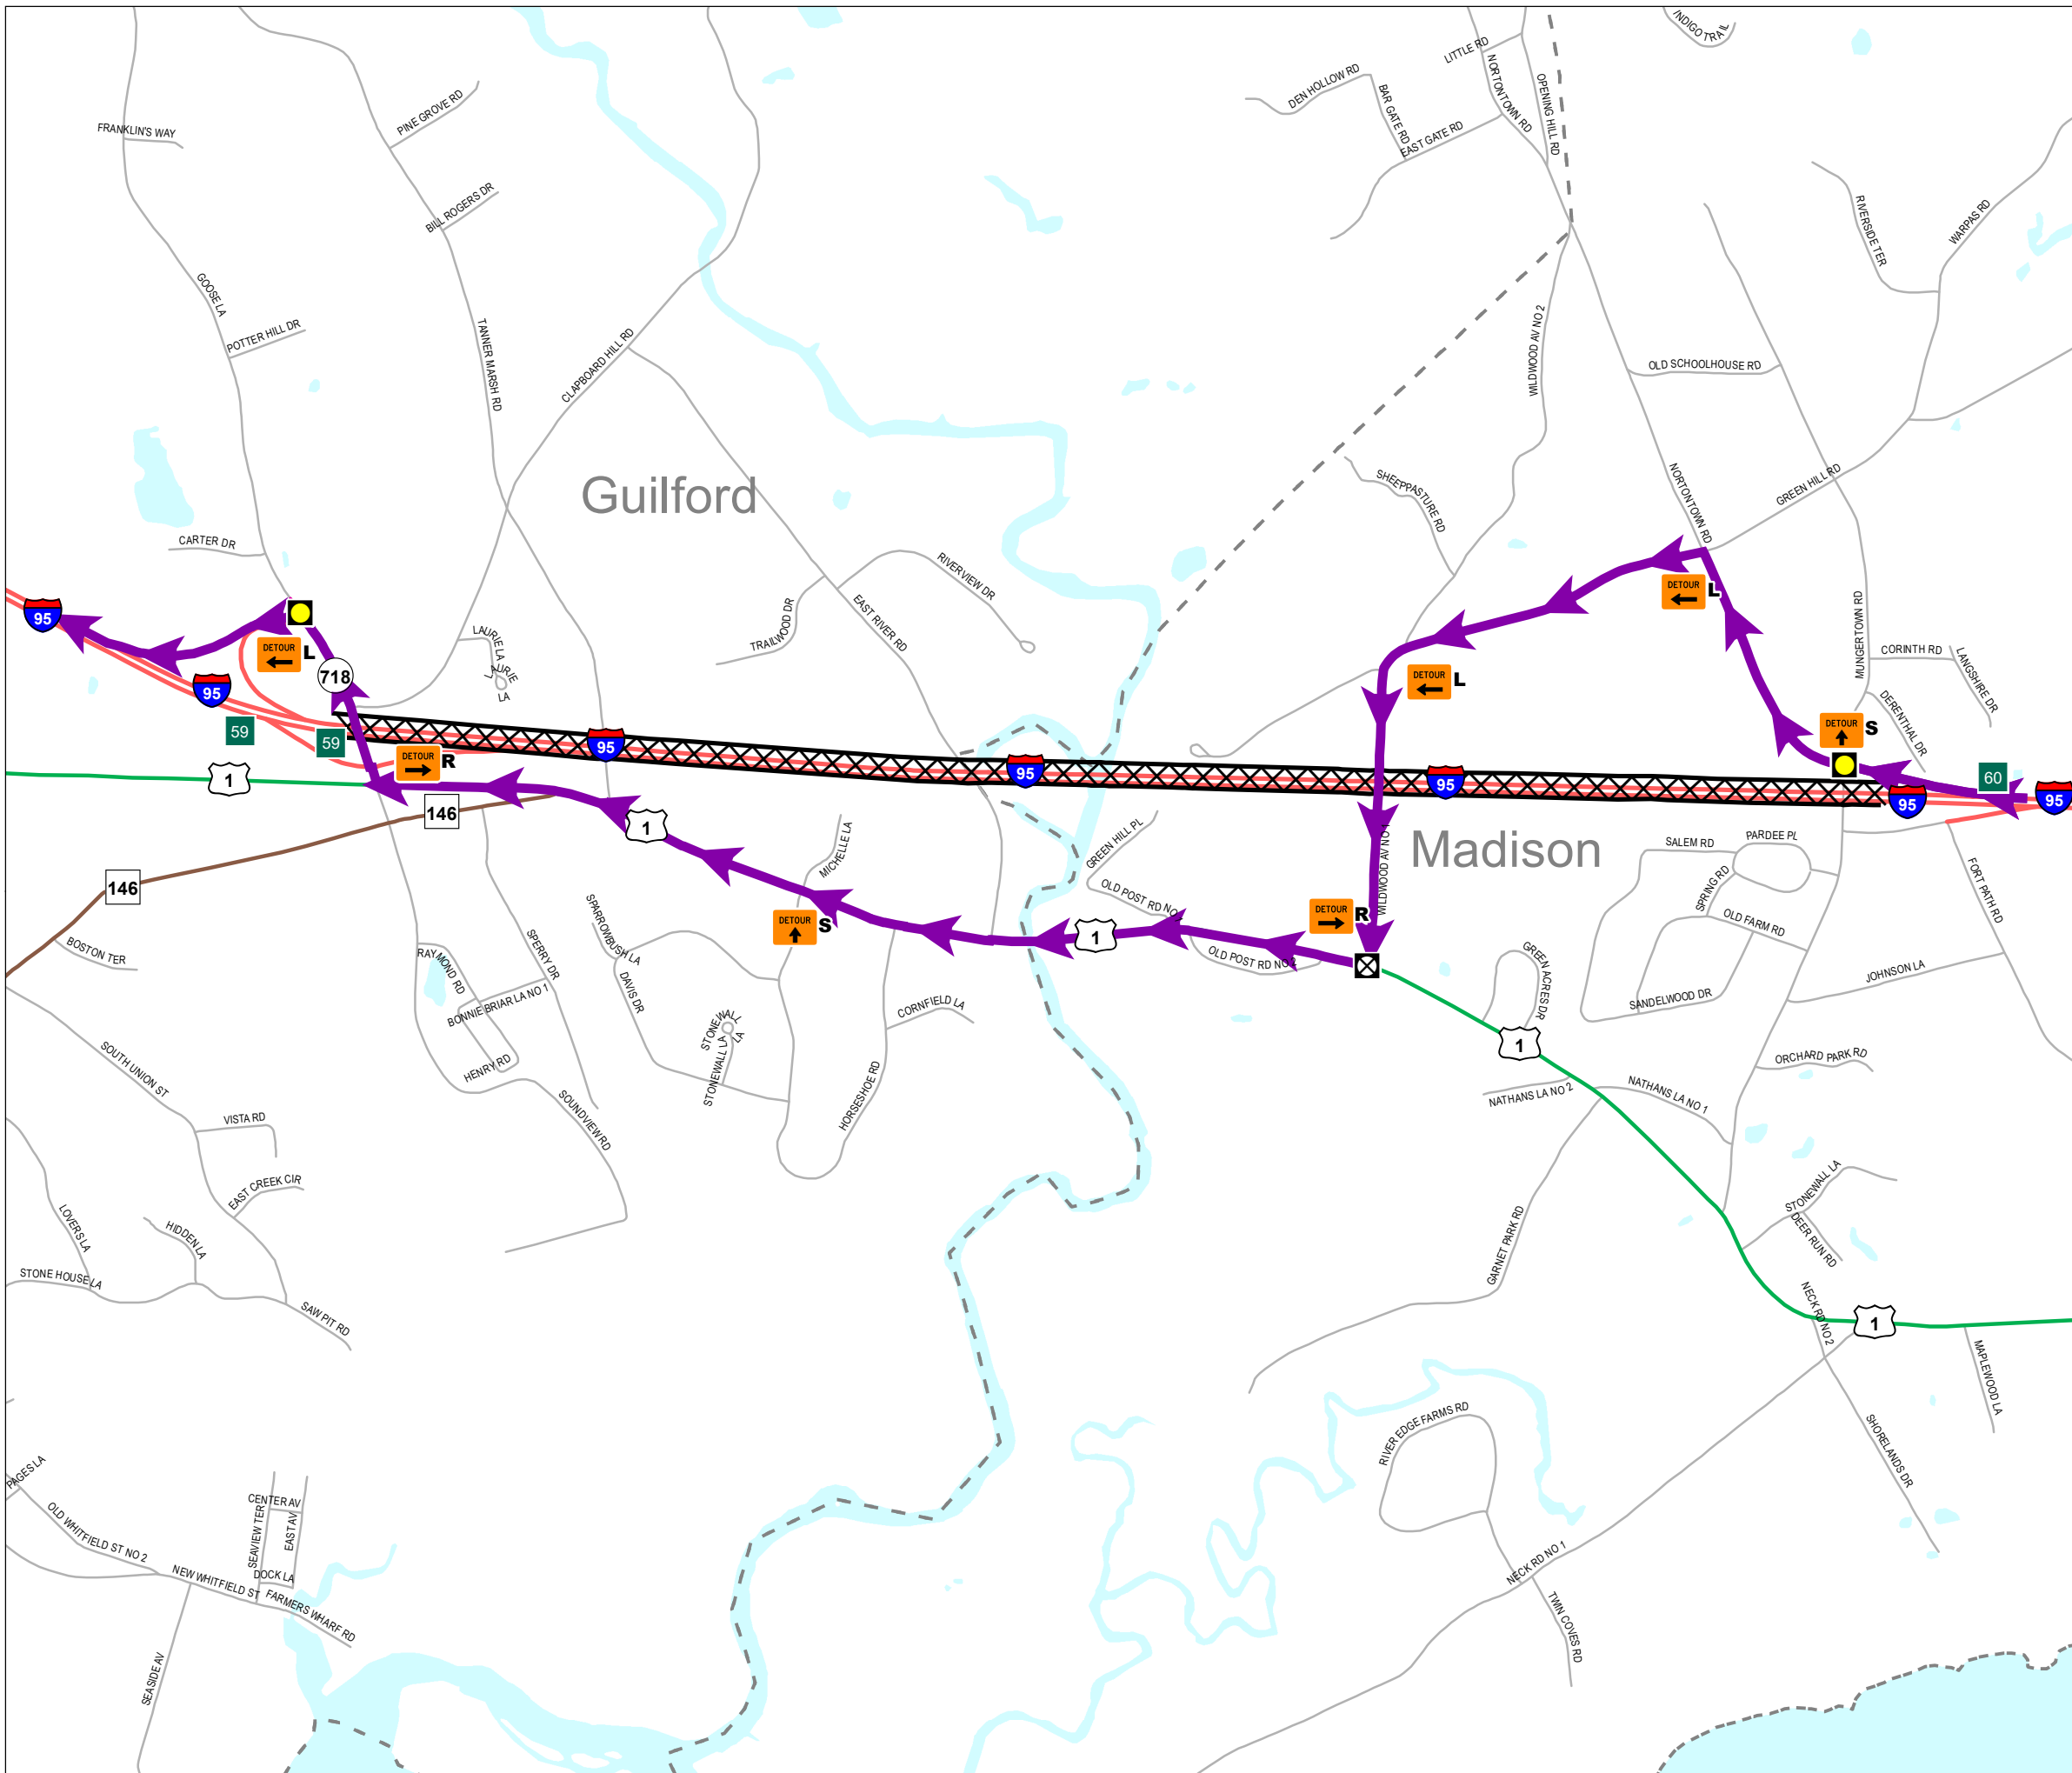 INDIGO TRAIL
LITTLE RD
NORTONTOWN RD
OPENING HILL RD
DEN HOLLOW RD
BAR GATE RD
EAST GATE RD
PINE GROVE RD
FRANKLIN'S WAY
BILL ROGERS DR
RIVERSIDE TER
WARPAS RD
GOOSE LA
POTTER HILL DR
TANNER MARSH RD
CLAPBOARD HILL RD
WILDWOOD AV NO 2
OLD SCHOOLHOUSE RD
Guilford
SHEEPPASTURE RD
NORTONTOWN RD
GREEN HILL RD
CARTER DR
RIVERVIEW DR
TRAILWOOD DR
EAST RIVER RD
DETOUR
L
MUNGERTOWN RD
CORINTH RD
LANGSHIRE DR
DERENTHAL DR
95
DETOUR
L
LAURIE LA
LAURIE
LA
718
95
DETOUR
L
59
59
DETOUR
R
95
95
95
DETOUR
S
60
95
95
1
146
1
146
MICHELLE LA
GREEN HILL PL
Madison
WILDWOOD AV NO 1
SALEM RD
PARDEE PL
SPRING RD
OLD FARM RD
FORT PATH RD
OLD POST RD NO
DETOUR
R
DETOUR
S
1
OLD POST RD NO 2
BOSTON TER
RAYMOND RD
SPERRY DR
SPARROWBUSH LA
DAVIS DR
BONNIE BRIAR LA NO 1
HENRY RD
STONEWALL
LA
STONEWALL LA
CORNFIELD LA
HORSESHOE RD
GREEN ACRES DR
SANDELWOOD DR
JOHNSON LA
1
ORCHARD PARK RD
NATHANS LA NO 2
NATHANS LA NO 1
SOUTH UNION ST
VISTA RD
SOUNDVIEW RD
EAST CREEK CIR
LOVERS LA
HIDDEN LA
STONE HOUSE LA
SAW PIT RD
GARNET PARK RD
STONEWALL LA
DEER RUN RD
NECK RD NO 2
1
MAPLEWOOD LA
SHORELANDS DR
RIVER EDGE FARMS RD
NECK RD NO 1
TWIN COVES RD
PAGES LA
OLD WHITFIELD ST NO 2
CENTER AV
SEAVIEW TER
EAST AV
DOCK LA
NEW WHITFIELD ST
FARMERS WHARF RD
SEASIDE AV